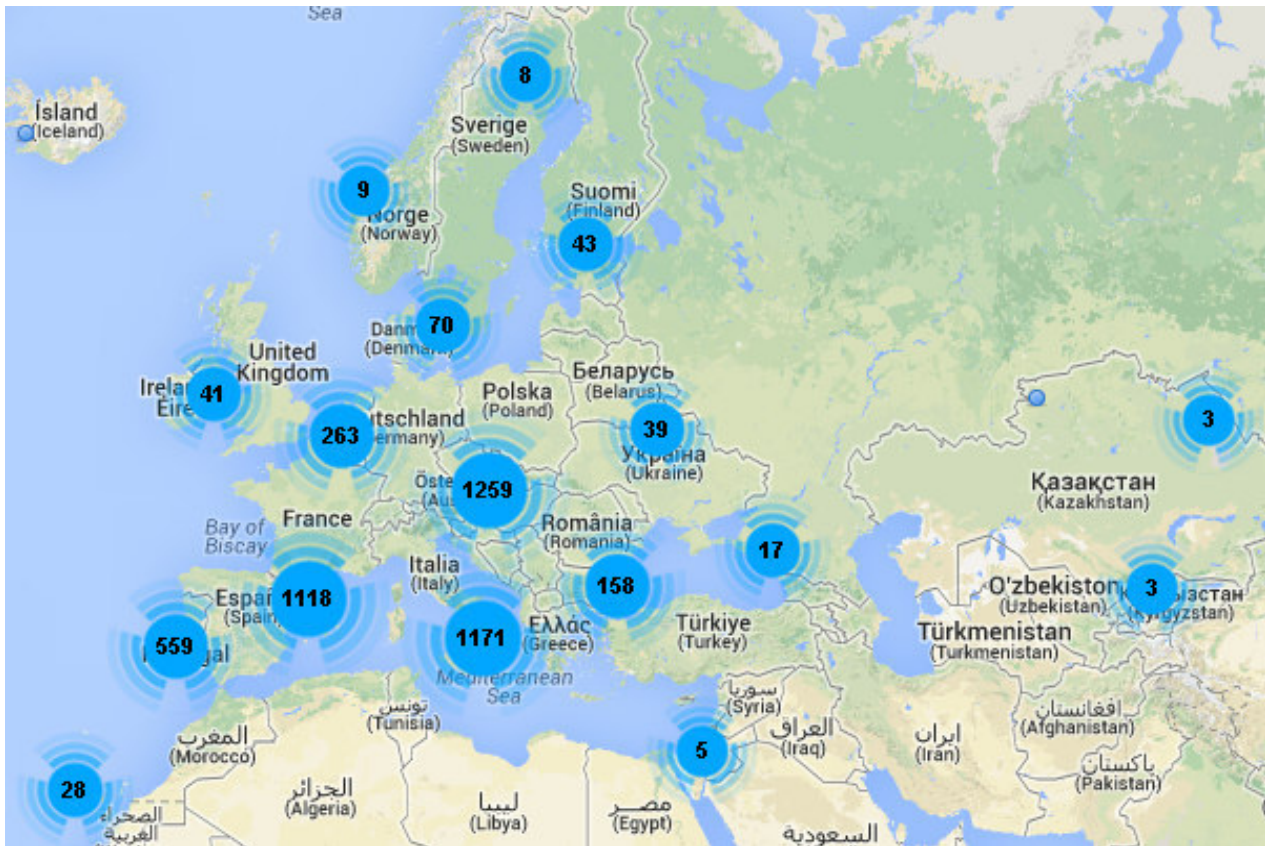 Sea
8
Ísland
(Iceland)
Sverige
(Sweden)
9
Suomi
(Finland)
Norge
(Norway)
43
70
(Denmark)
United
Kingdom
Беларусь
(Belarus)
Polska
(Poland)
41
Éire
263
39
3
Україна
(Ukraine)
1259
Қазақстан
(Kazakhstan)
France
Bay of
Biscay
România
(Romania)
17
Italia
(Italy)
158
O'zbekiston
(Uzbekistan)
3
(Kyrgyzstan)
1118
(Spain)
Ελλάς
(Greece)
Türkiye
(Turkey)
Türkmenistan
(Turkmenistan)
559
1171
Mediterranean
Sea
سوريا
(Syria)
تونس
(Tunisia)
افغانستان
(Afghanistan)
المغرب
(Morocco)
العراق
(Iraq)
ایران
(Iran)
5
پاکستان
(Pakistan)
28
الجزائر
(Algeria)
ليبيا
(Libya)
مصر
(Egypt)
الصحراء
الغربية
السعودية